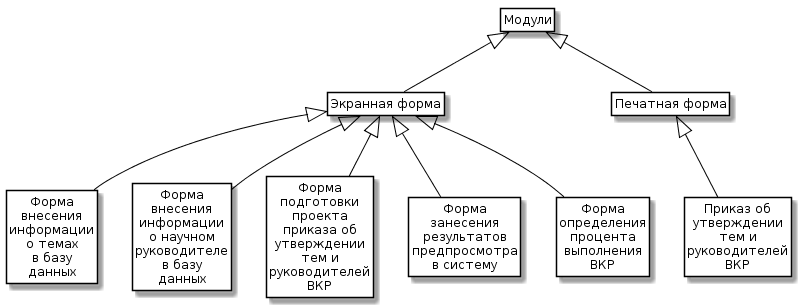 Модули
Экранная форма
Печатная форма
Форма
внесения
информации
о темах
в базу
данных
Форма
внесения
информации
о научном
руководителе
в базу
данных
Форма
подготовки
проекта
приказа об
утверждении
тем и
руководителей
ВКР
Форма
занесения
результатов
предпросмотра
в систему
Форма
определения
процента
выполнения
ВКР
Приказ об
утверждении
тем и
руководителей
ВКР